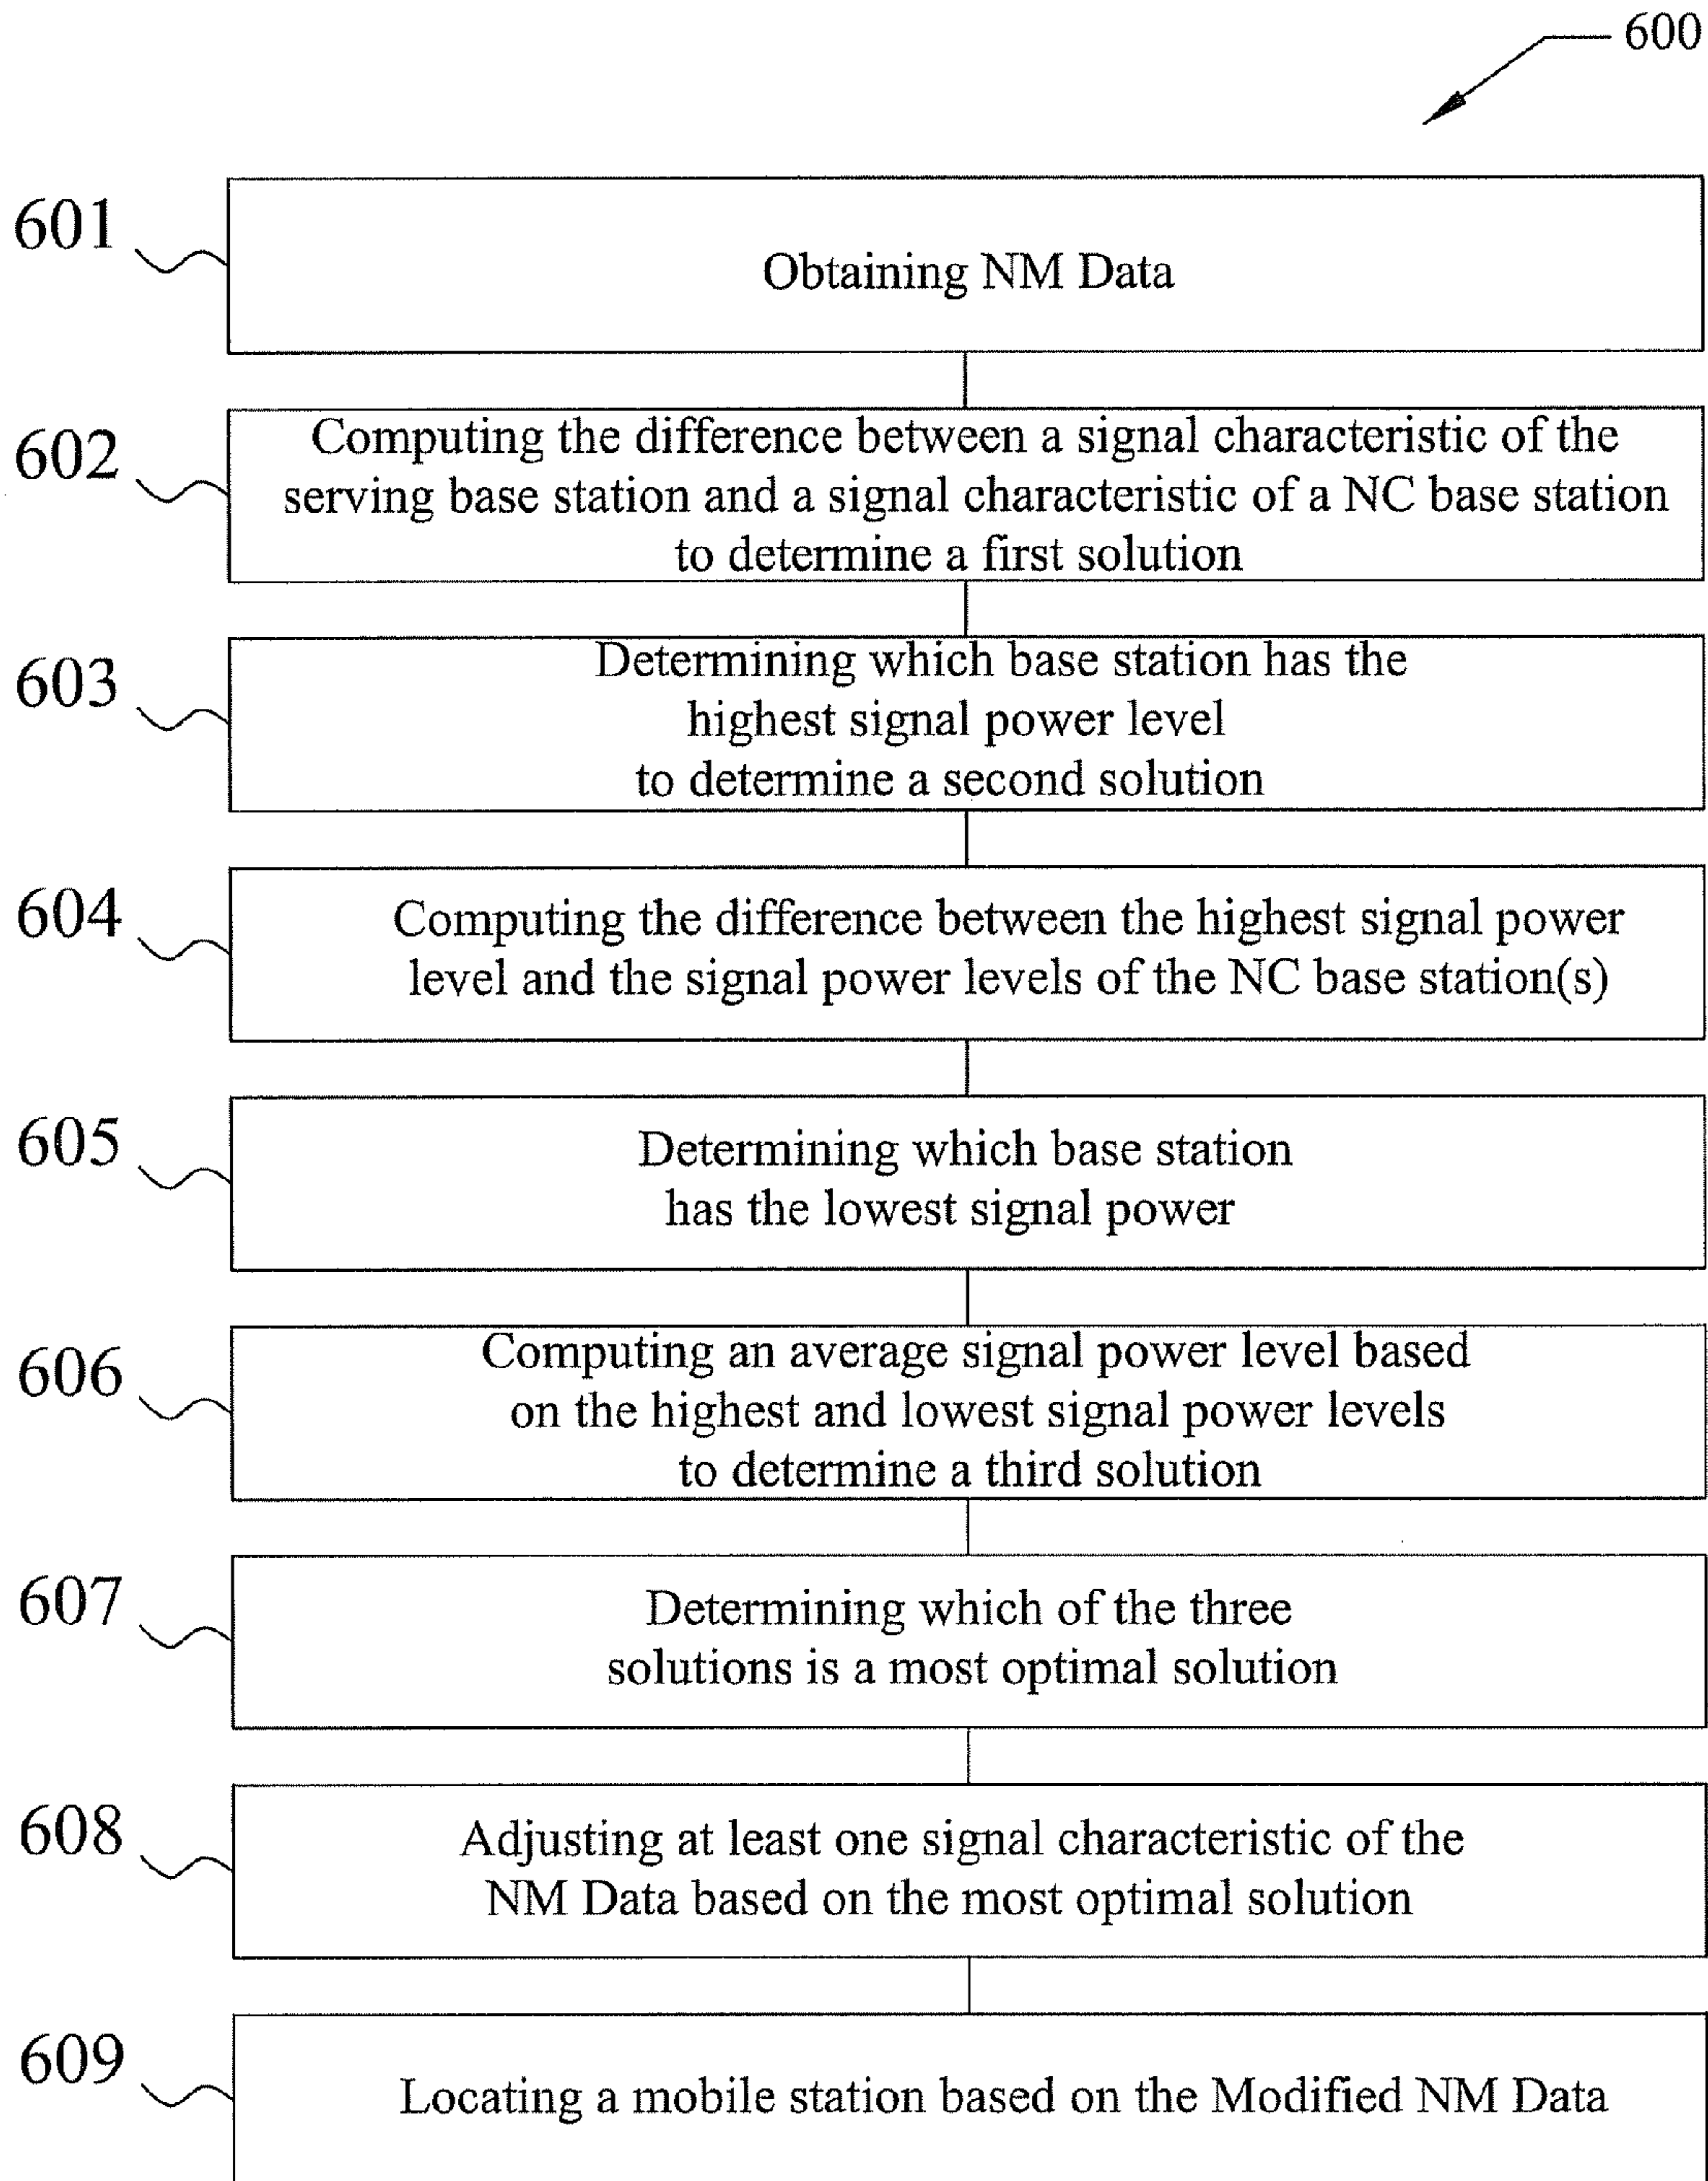 600
601
Obtaining NM Data
602
Computing the difference between a signal characteristic of the
serving base station and a signal characteristic of a NC base station
to determine a first solution
603
Determining which base station has the
highest signal power level
to determine a second solution
604
Computing the difference between the highest signal power
level and the signal power levels of the NC base station(s)
605
Determining which base station
has the lowest signal power
606
Computing an average signal power level based
on the highest and lowest signal power levels
to determine a third solution
607
Determining which of the three
solutions is a most optimal solution
608
Adjusting at least one signal characteristic of the
NM Data based on the most optimal solution
609
Locating a mobile station based on the Modified NM Data